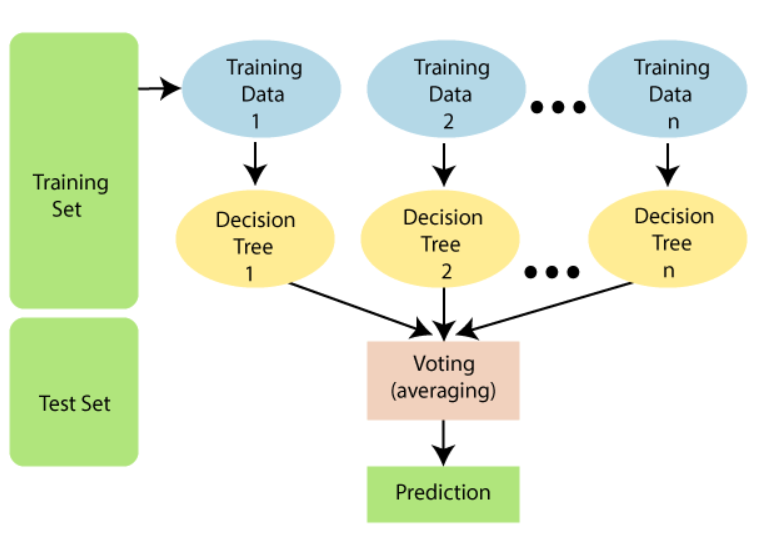 Training
Set
Training
Data
1
Training
Data
2
Training
Data
n
Decision
Tree
1
Decision
Tree
2
Decision
Tree
n
Test Set
Voting
(averaging)
Prediction